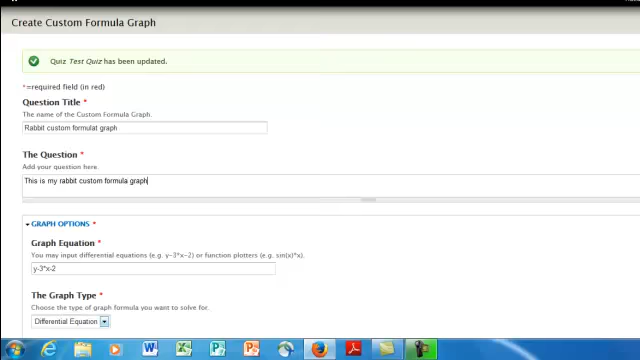 Create Custom Formula Graph
Quiz Test Quiz has been updated.
*=required field (in red)
Question Title *
The name of the Custom Formula Graph.
Rabbit custom formulat graph
The Question *
Add your question here.
This is my rabbit custom formula graph
GRAPH OPTIONS *
Graph Equation *
You may input differential equations (e.g. y-3*x-2) or function plotters (e.g. sin(x)*x).
y-3*x-2
The Graph Type *
Choose the type of graph formula you want to solve for.
Differential Equation